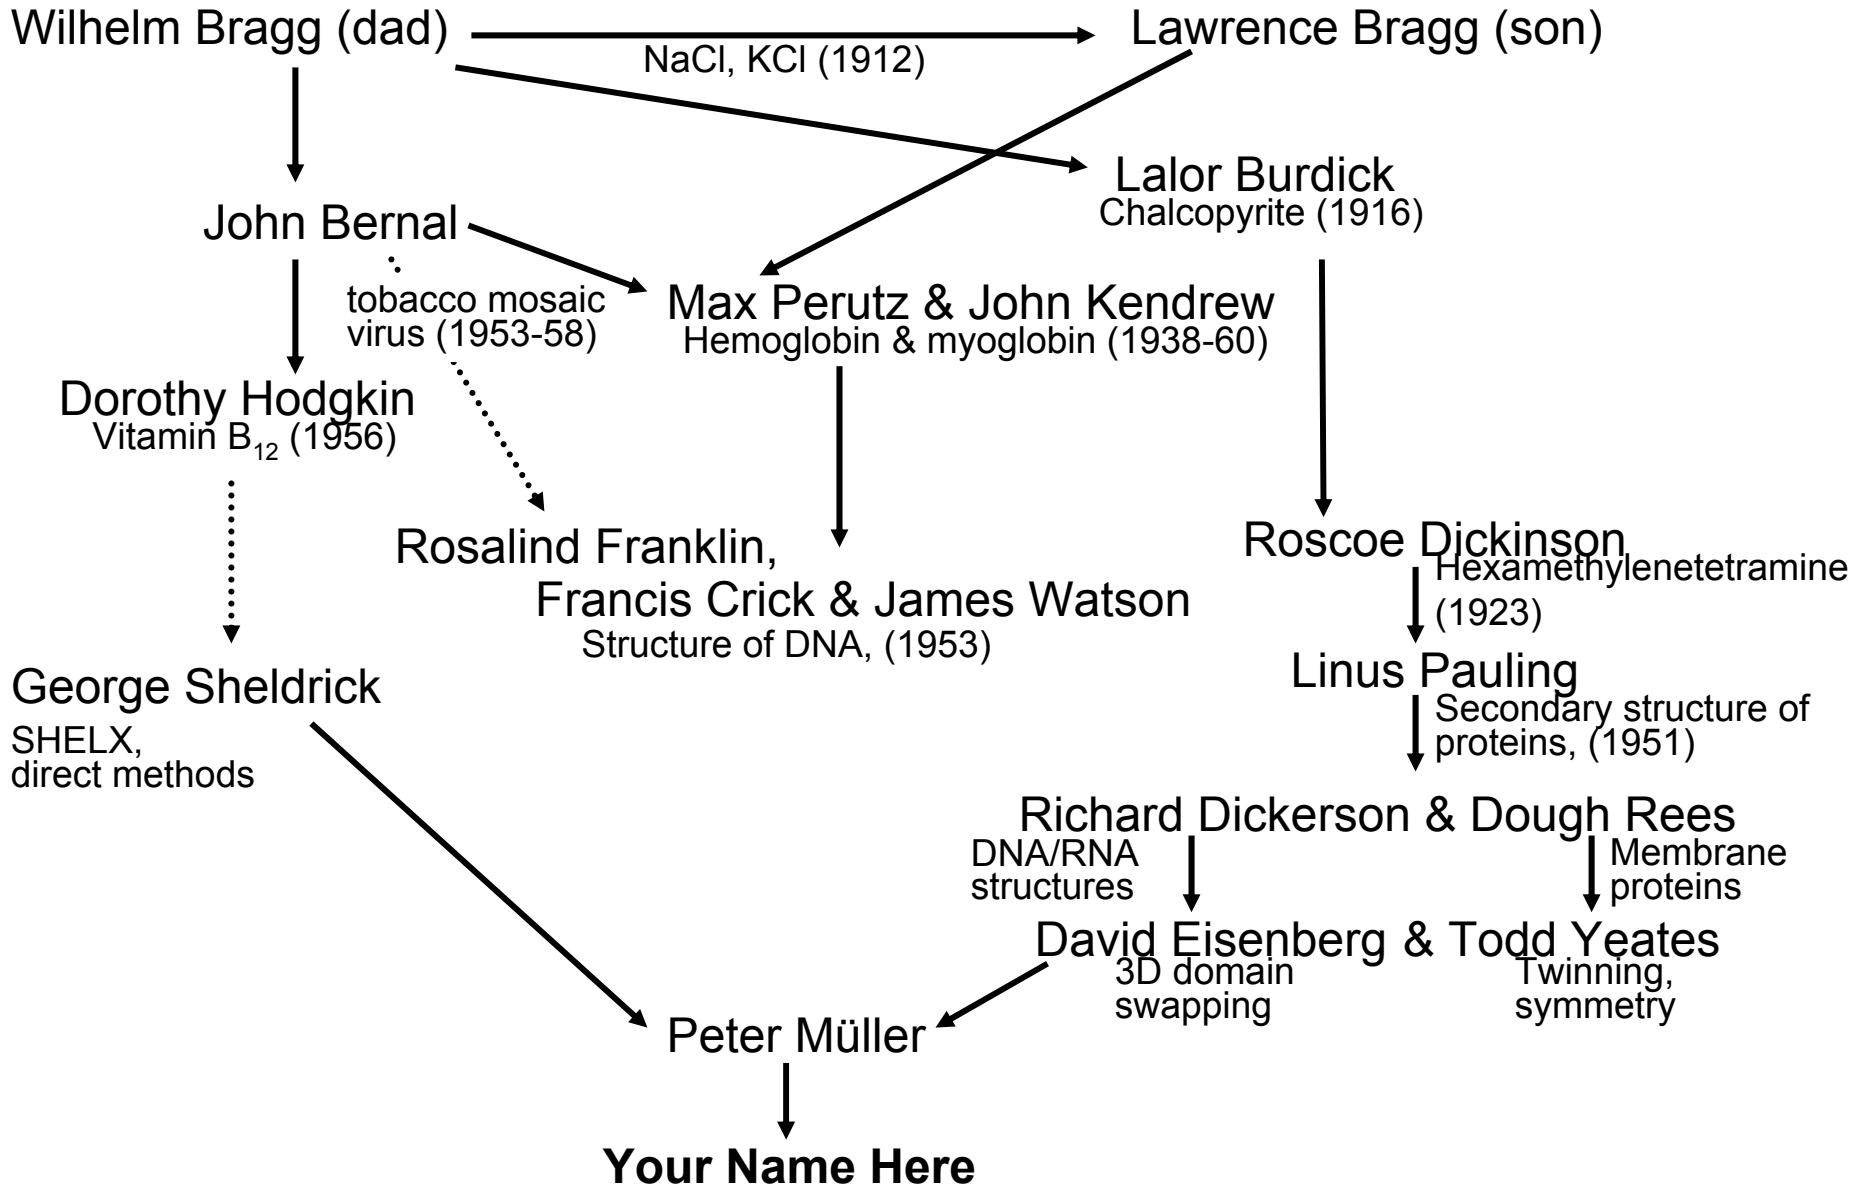 Wilhelm Bragg (dad)
NaCl, KCl (1912)
Lawrence Bragg (son)
Lalor Burdick
Chalcopyrite (1916)
John Bernal
tobacco mosaic
virus (1953-58)
Max Perutz & John Kendrew
Hemoglobin & myoglobin (1938-60)
Dorothy Hodgkin
Vitamin B₁₂ (1956)
Rosalind Franklin,
Francis Crick & James Watson
Structure of DNA, (1953)
Roscoe Dickinson
Hexamethylenetetramine
(1923)
Linus Pauling
Secondary structure of
proteins, (1951)
George Sheldrick
SHELX,
direct methods
Richard Dickerson & Dough Rees
DNA/RNA
structures
Membrane
proteins
David Eisenberg & Todd Yeates
3D domain
swapping
Twinning,
symmetry
Peter Müller
Your Name Here